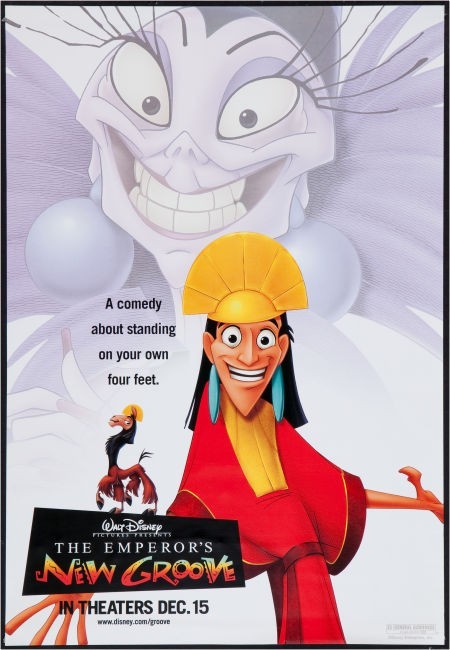 A comedy
about standing
on your own
four feet.
WALT DISNEY
PICTURES PRESENTS
THE EMPEROR'S
NEW GROOVE
IN THEATERS DEC. 15
www.disney.com/groove